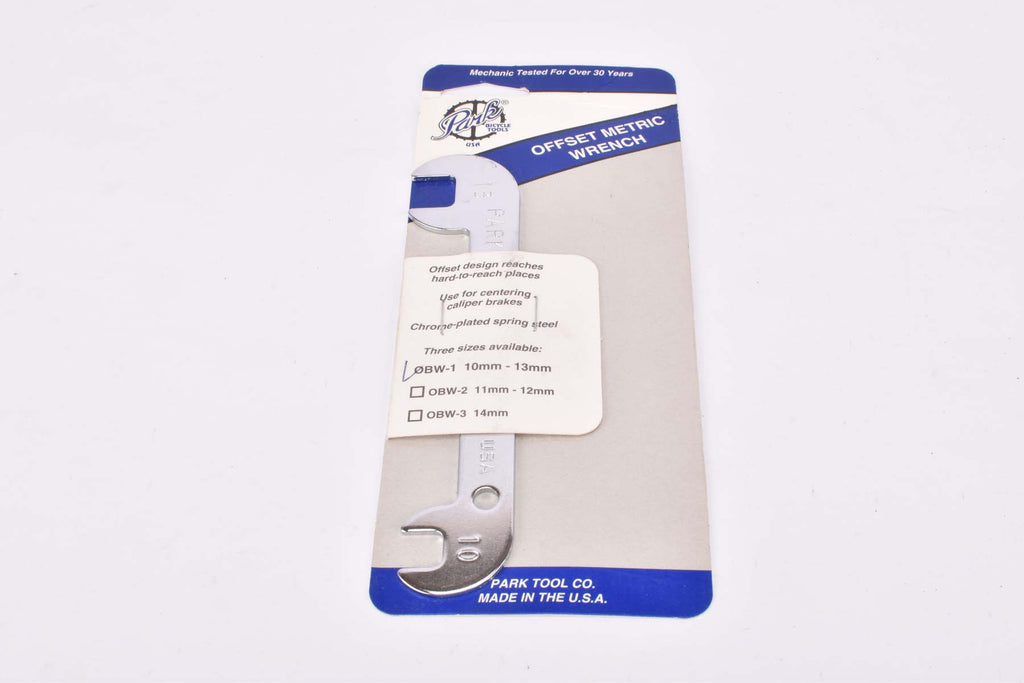 Mechanic Tested For Over 30 Years
Park®
BICYCLE
TOOLS
USA
OFFSET METRIC
WRENCH
13 PARK
Offset design reaches
hard-to-reach places
Use for centering
caliper brakes
Chrome-plated spring steel
Three sizes available:
OBW-1 10mm - 13mm
OBW-2 11mm - 12mm
OBW-3 14mm
USA
10
PARK TOOL CO.
MADE IN THE U.S.A.